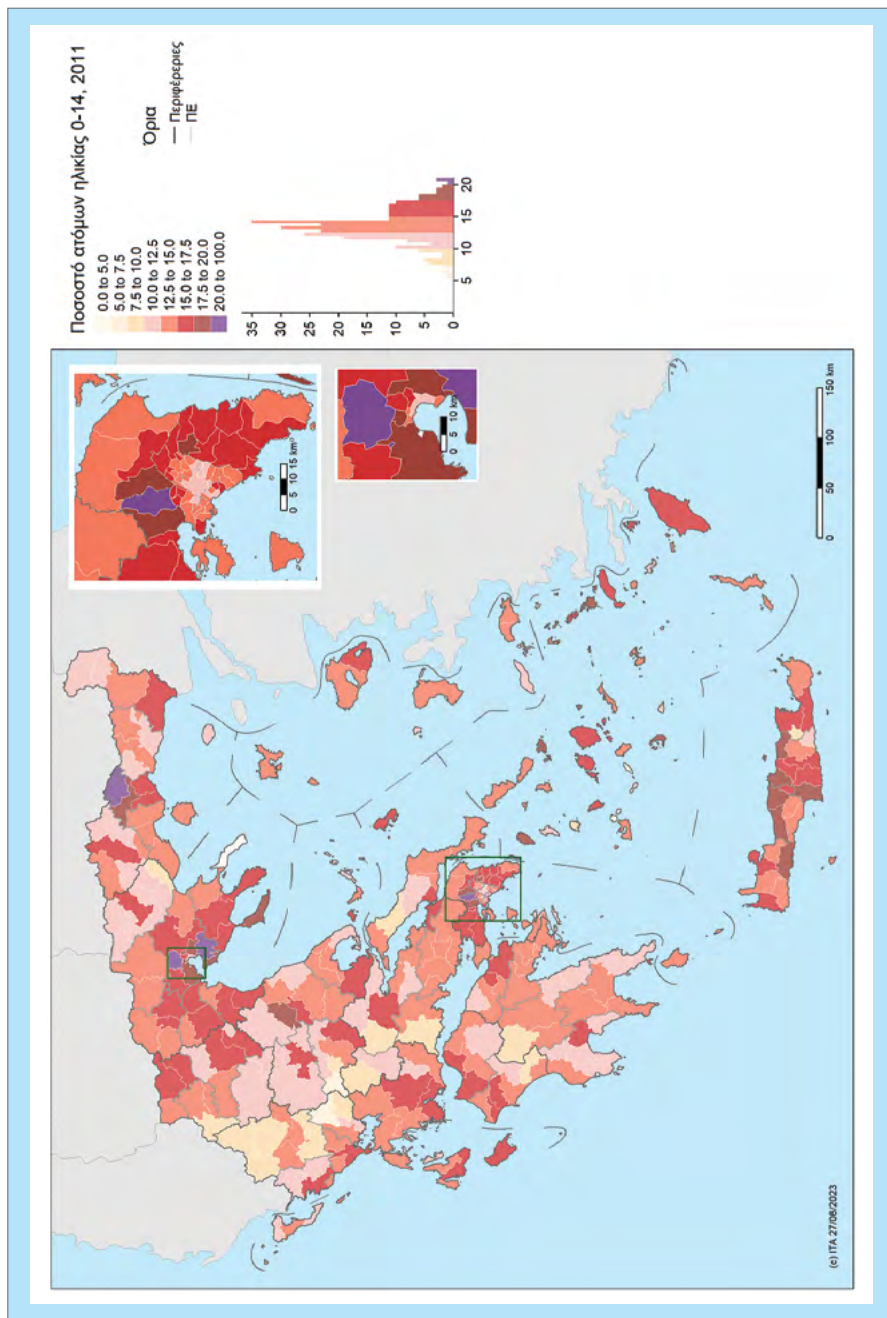 Ποσοστό ατόμων ηλικίας 0-14, 2011
0.0 to 5.0
5.0 to 7.5
7.5 to 10.0
10.0 to 12.5
12.5 to 15.0
15.0 to 17.5
17.5 to 20.0
20.0 to 100.0
Όρια
Περιφέρεριες
ΠΕ
35
30
25
20
15
10
5
0
5
10
15
20
0 5 10 15 km
0 5 10 km
0 50 100 150 km
(c) ITA 27/06/2023